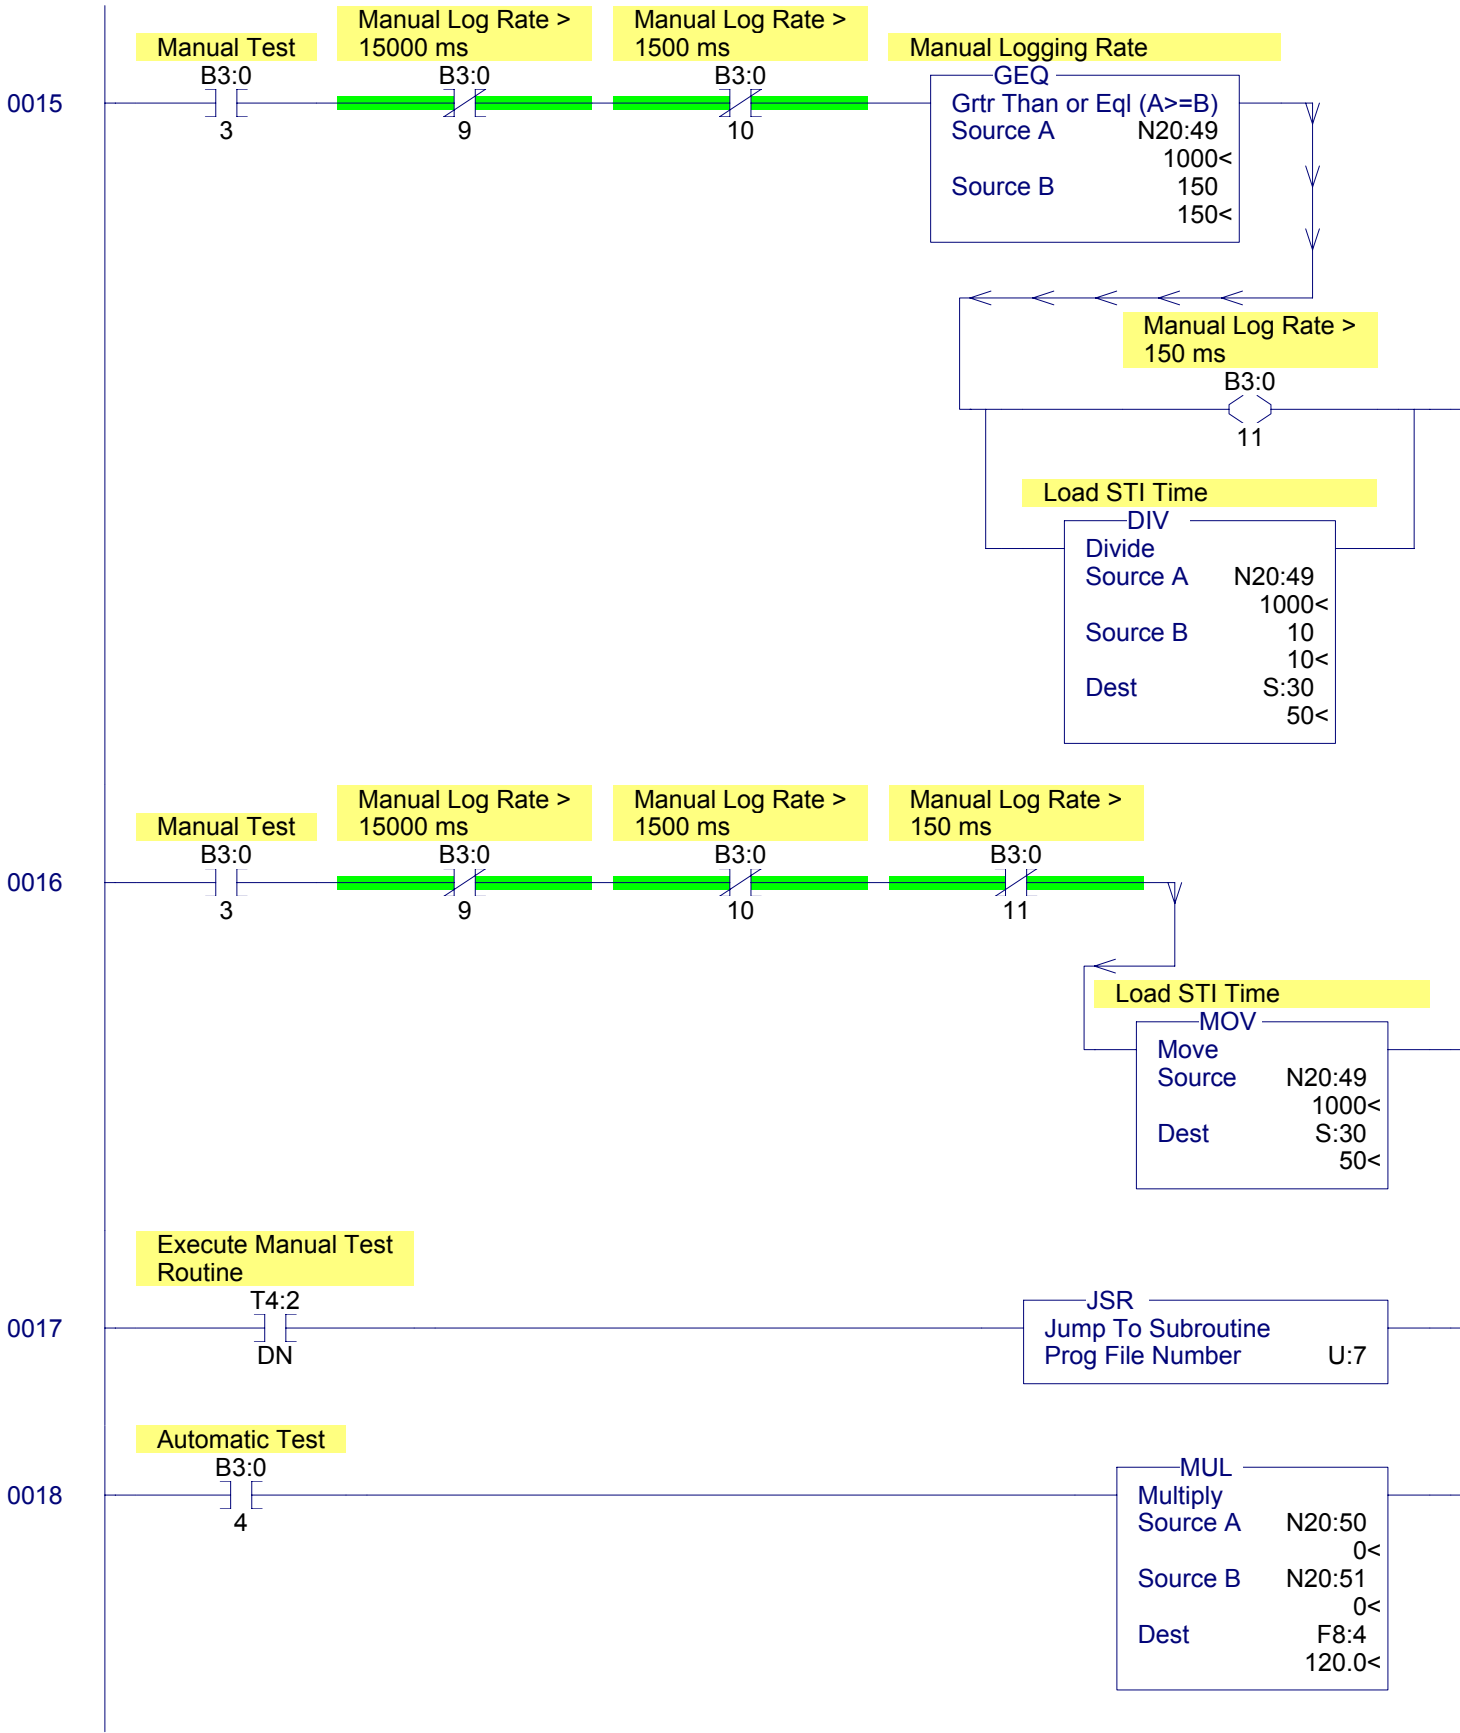 Manual Test
Manual Log Rate >
15000 ms
Manual Log Rate >
1500 ms
Manual Logging Rate
0015
B3:0
3
B3:0
9
B3:0
10
GEQ
Grtr Than or Eql (A>=B)
Source A N20:49
1000<
Source B 150
150<
Manual Log Rate >
150 ms
B3:0
11
Load STI Time
DIV
Divide
Source A N20:49
1000<
Source B 10
10<
Dest S:30
50<
0016
Manual Test
B3:0
3
Manual Log Rate >
15000 ms
B3:0
9
Manual Log Rate >
1500 ms
B3:0
10
Manual Log Rate >
150 ms
B3:0
11
Load STI Time
MOV
Move
Source N20:49
1000<
Dest S:30
50<
0017
Execute Manual Test
Routine
T4:2
DN
JSR
Jump To Subroutine
Prog File Number U:7
0018
Automatic Test
B3:0
4
MUL
Multiply
Source A N20:50
0<
Source B N20:51
0<
Dest F8:4
120.0<